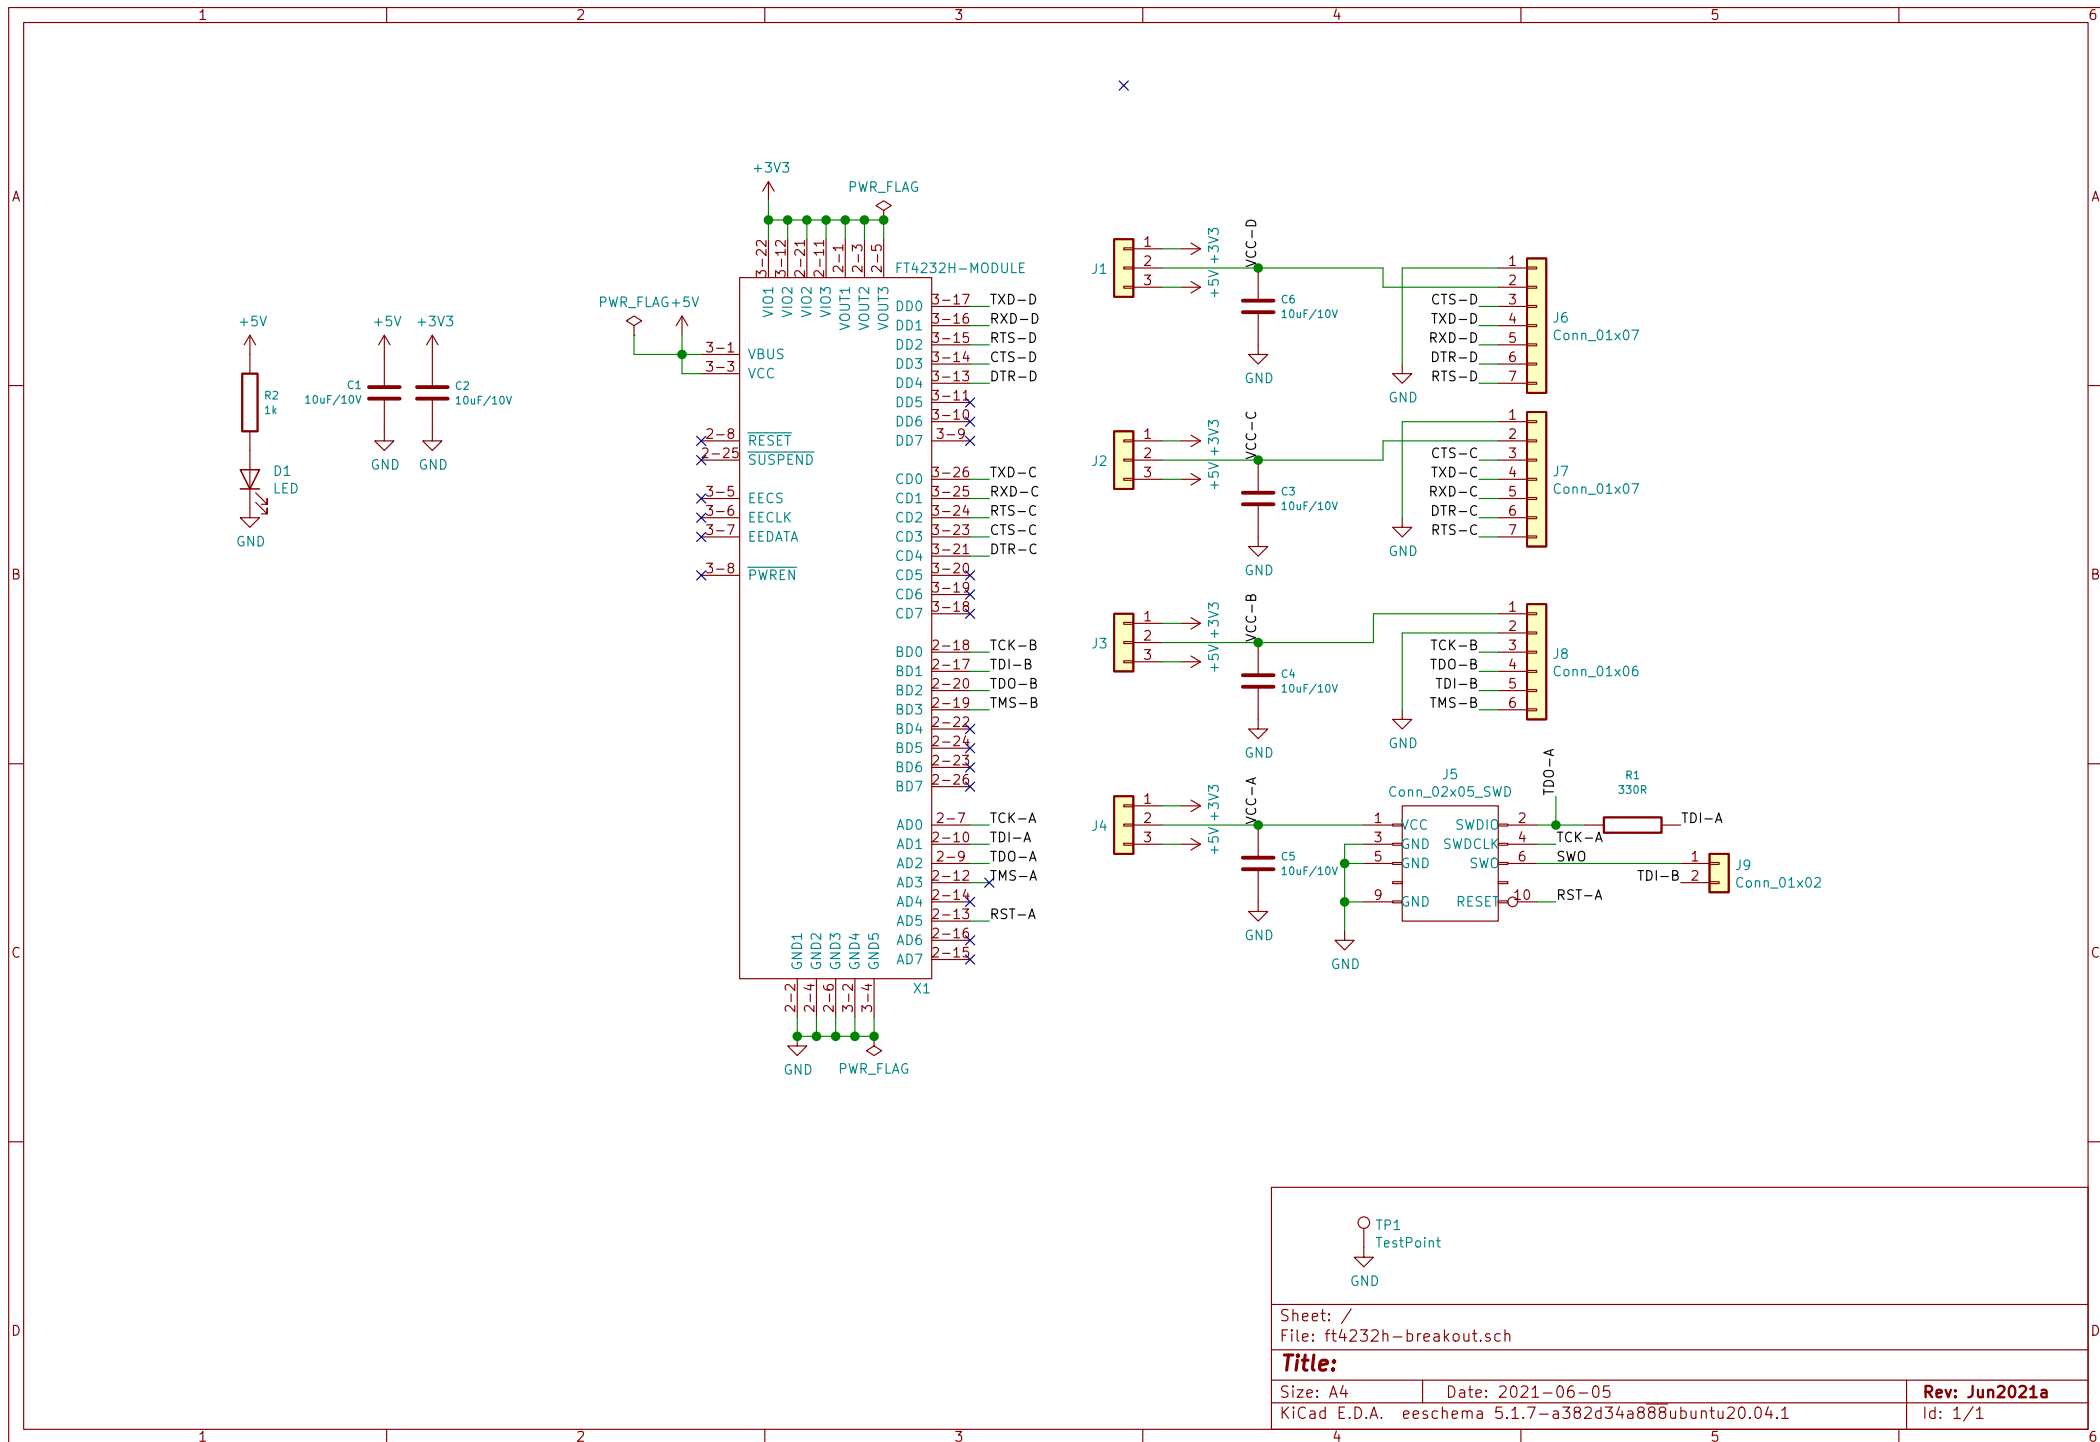 1 2 3 4 5 6
A
B
C
D
A
B
C
D
+5V
R2
1k
D1
LED
GND
+5V
C1
10uF/10V
GND
+3V3
C2
10uF/10V
GND
PWR_FLAG
+5V
+3V3
PWR_FLAG
FT4232H-MODULE
3-22 VIO1
3-12 VIO2
2-21 VIO2
2-11 VIO3
2-1 VOUT1
2-3 VOUT2
2-5 VOUT3
3-1 VBUS
3-3 VCC
2-8 RESET
2-25 SUSPEND
3-5 EECS
3-6 EECLK
3-7 EEDATA
3-8 PWREN
DD0 3-17 TXD-D
DD1 3-16 RXD-D
DD2 3-15 RTS-D
DD3 3-14 CTS-D
DD4 3-13 DTR-D
DD5 3-11
DD6 3-10
DD7 3-9
CD0 3-26 TXD-C
CD1 3-25 RXD-C
CD2 3-24 RTS-C
CD3 3-23 CTS-C
CD4 3-21 DTR-C
CD5 3-20
CD6 3-19
CD7 3-18
BD0 2-18 TCK-B
BD1 2-17 TDI-B
BD2 2-20 TDO-B
BD3 2-19 TMS-B
BD4 2-22
BD5 2-24
BD6 2-23
BD7 2-26
AD0 2-7 TCK-A
AD1 2-10 TDI-A
AD2 2-9 TDO-A
AD3 2-12 TMS-A
AD4 2-14
AD5 2-13 RST-A
AD6 2-16
AD7 2-15
GND1 2-2
GND2 2-4
GND3 2-6
GND4 3-2
GND5 3-4
X1
GND
PWR_FLAG
J1
1
2
3
+3V3
+5V
VCC-D
C6
10uF/10V
GND
GND
1
2
CTS-D 3
TXD-D 4
RXD-D 5
DTR-D 6
RTS-D 7
J6
Conn_01x07
J2
1
2
3
+3V3
+5V
VCC-C
C3
10uF/10V
GND
GND
1
2
CTS-C 3
TXD-C 4
RXD-C 5
DTR-C 6
RTS-C 7
J7
Conn_01x07
J3
1
2
3
+3V3
+5V
VCC-B
C4
10uF/10V
GND
GND
1
2
TCK-B 3
TDO-B 4
TDI-B 5
TMS-B 6
J8
Conn_01x06
J4
1
2
3
+3V3
+5V
VCC-A
C5
10uF/10V
GND
GND
J5
Conn_02x05_SWD
1 VCC SWDIO 2
3 GND SWDCLK 4
5 GND SWO 6
9 GND RESET 10
TDO-A
R1
330R
TDI-A
TCK-A
SWO
RST-A
TDI-B
1
2
J9
Conn_01x02
TP1
TestPoint
GND
Sheet: /
File: ft4232h-breakout.sch
Title:
Size: A4 Date: 2021-06-05 Rev: Jun2021a
KiCad E.D.A. eeschema 5.1.7-a382d34a888ubuntu20.04.1 Id: 1/1
1 2 3 4 5 6